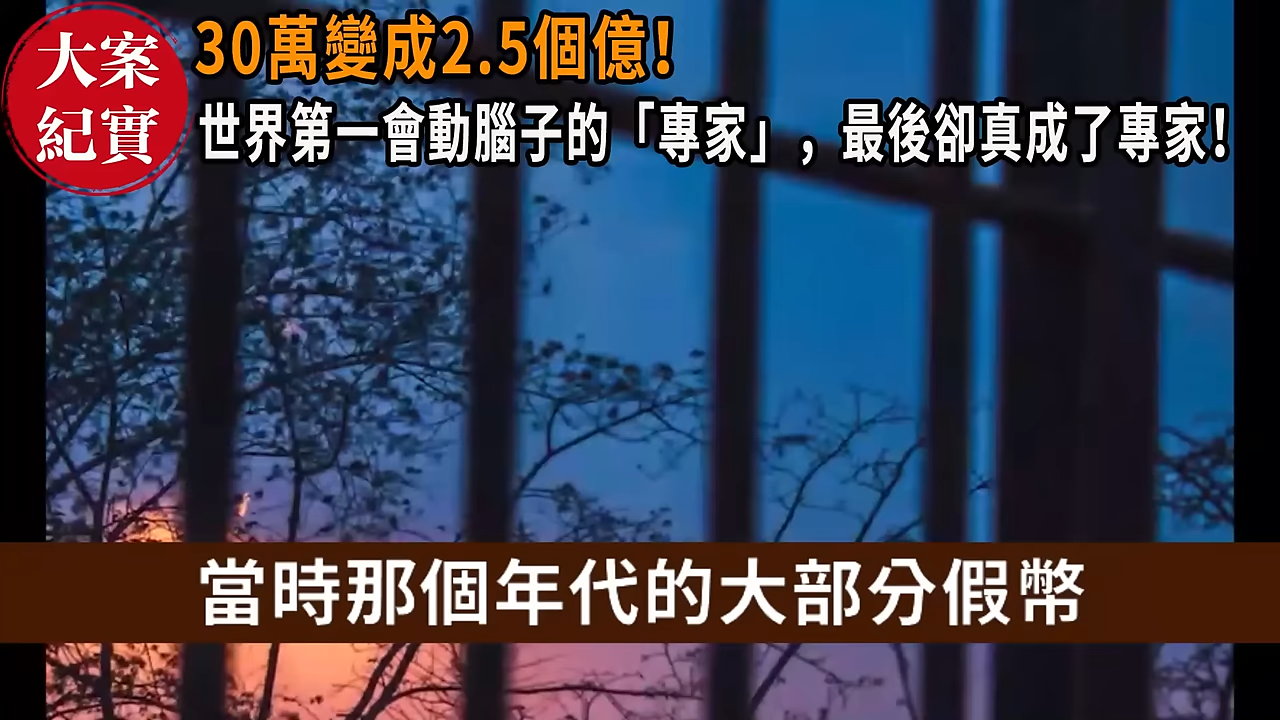 大案
紀實
30萬變成2.5個億!
世界第一會動腦子的「專家」，最後卻真成了專家!
當時那個年代的大部分假幣